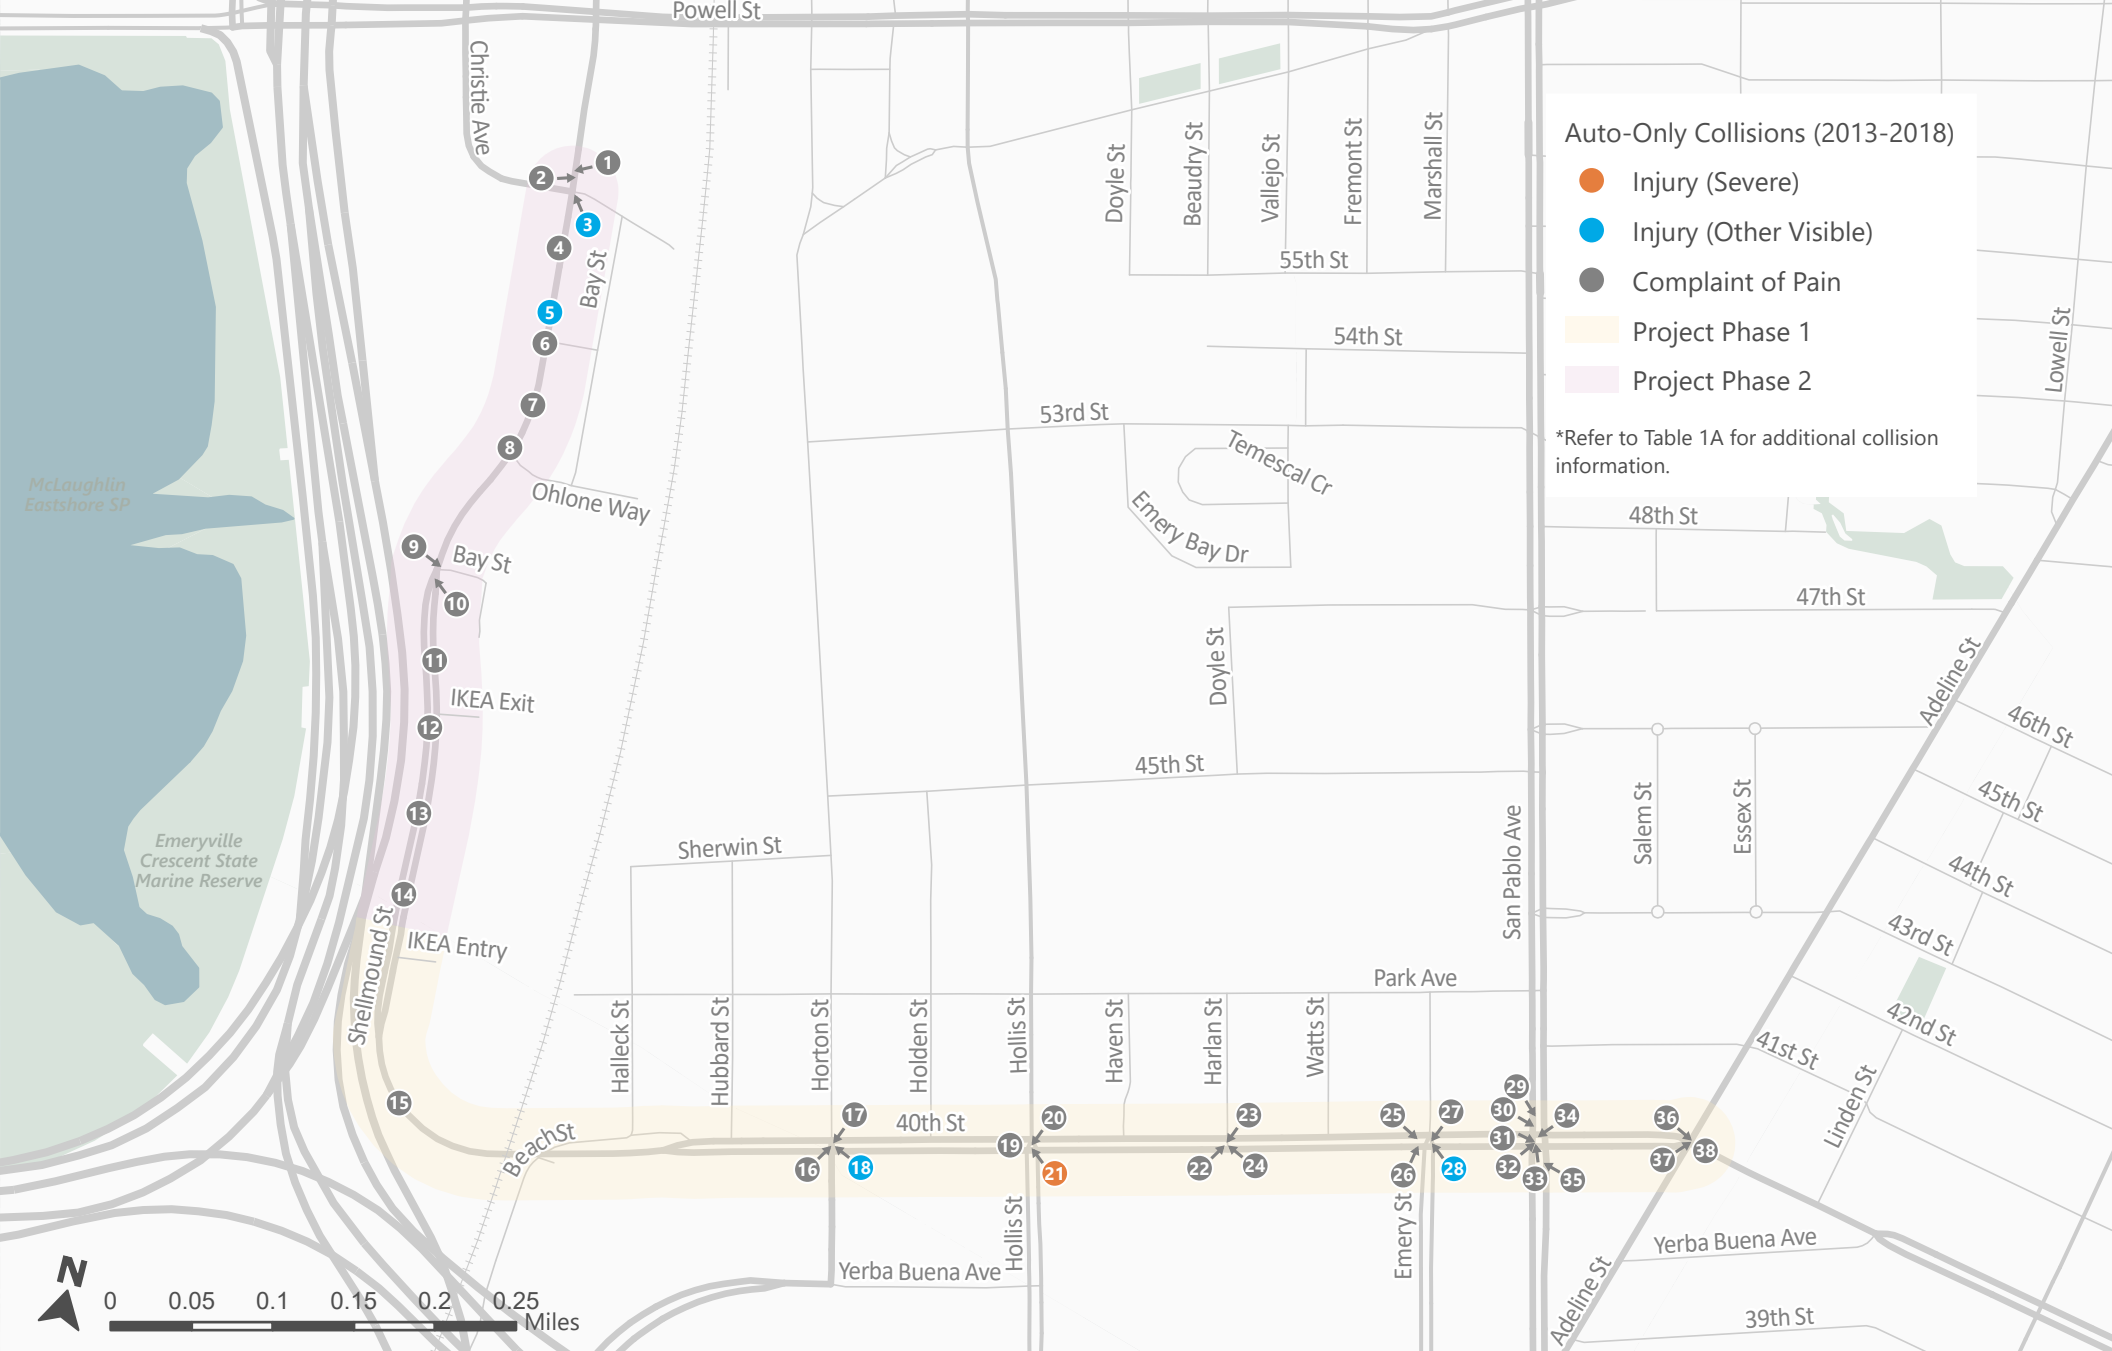 Powell St
Christie Ave
1
2
3
4
Bay St
5
6
7
8
Ohlone Way
9
Bay St
10
11
IKEA Exit
12
13
14
Shellmound St
IKEA Entry
15
McLaughlin
Eastshore SP
Emeryville
Crescent State
Marine Reserve
Doyle St
Beaudry St
Vallejo St
Fremont St
Marshall St
55th St
54th St
53rd St
Temescal Cr
Emery Bay Dr
Doyle St
45th St
Sherwin St
San Pablo Ave
Park Ave
Auto-Only Collisions (2013-2018)
Injury (Severe)
Injury (Other Visible)
Complaint of Pain
Project Phase 1
Project Phase 2
*Refer to Table 1A for additional collision
information.
Lowell St
48th St
47th St
Adeline St
46th St
45th St
44th St
43rd St
42nd St
41st St
Salem St
Essex St
Linden St
Halleck St
Hubbard St
Horton St
Holden St
Hollis St
Haven St
Harlan St
Watts St
Beach St
40th St
16
17
18
19
20
21
22
23
24
25
26
27
28
29
30
31
32
33
34
35
36
37
38
Hollis St
Emery St
Yerba Buena Ave
Yerba Buena Ave
Adeline St
39th St
N
0 0.05 0.1 0.15 0.2 0.25
Miles